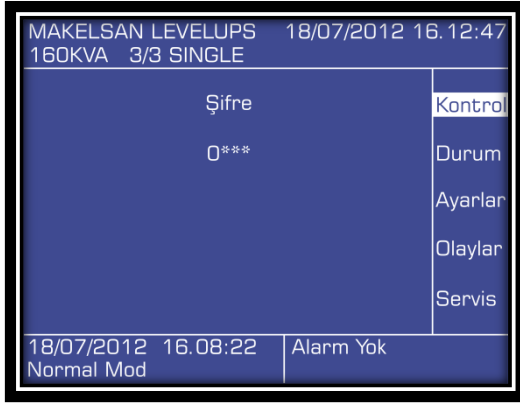 MAKELSAN LEVELUPS 18/07/2012 16.12:47
160KVA 3/3 SINGLE
Şifre
0***
Kontrol
Durum
Ayarlar
Olaylar
Servis
18/07/2012 16.08:22
Normal Mod
Alarm Yok